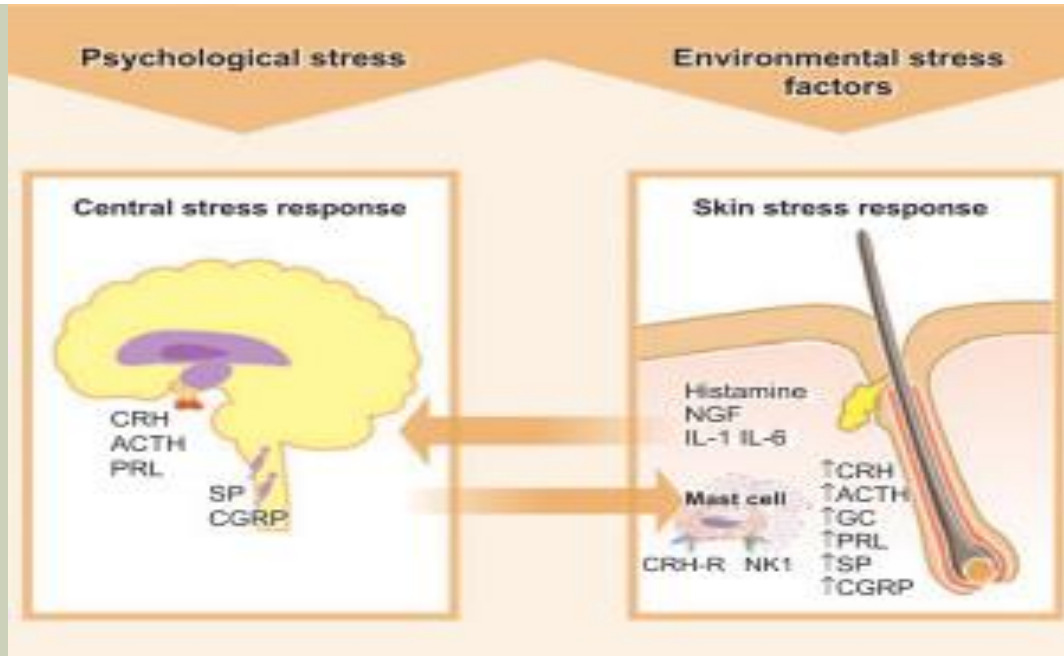 Psychological stress
Environmental stress
factors
Central stress response
CRH
ACTH
PRL
SP
CGRP
Skin stress response
Histamine
NGF
IL-1 IL-6
Mast cell
CRH-R NK1
↑CRH
↑ACTH
↑GC
↑PRL
↑SP
↑CGRP